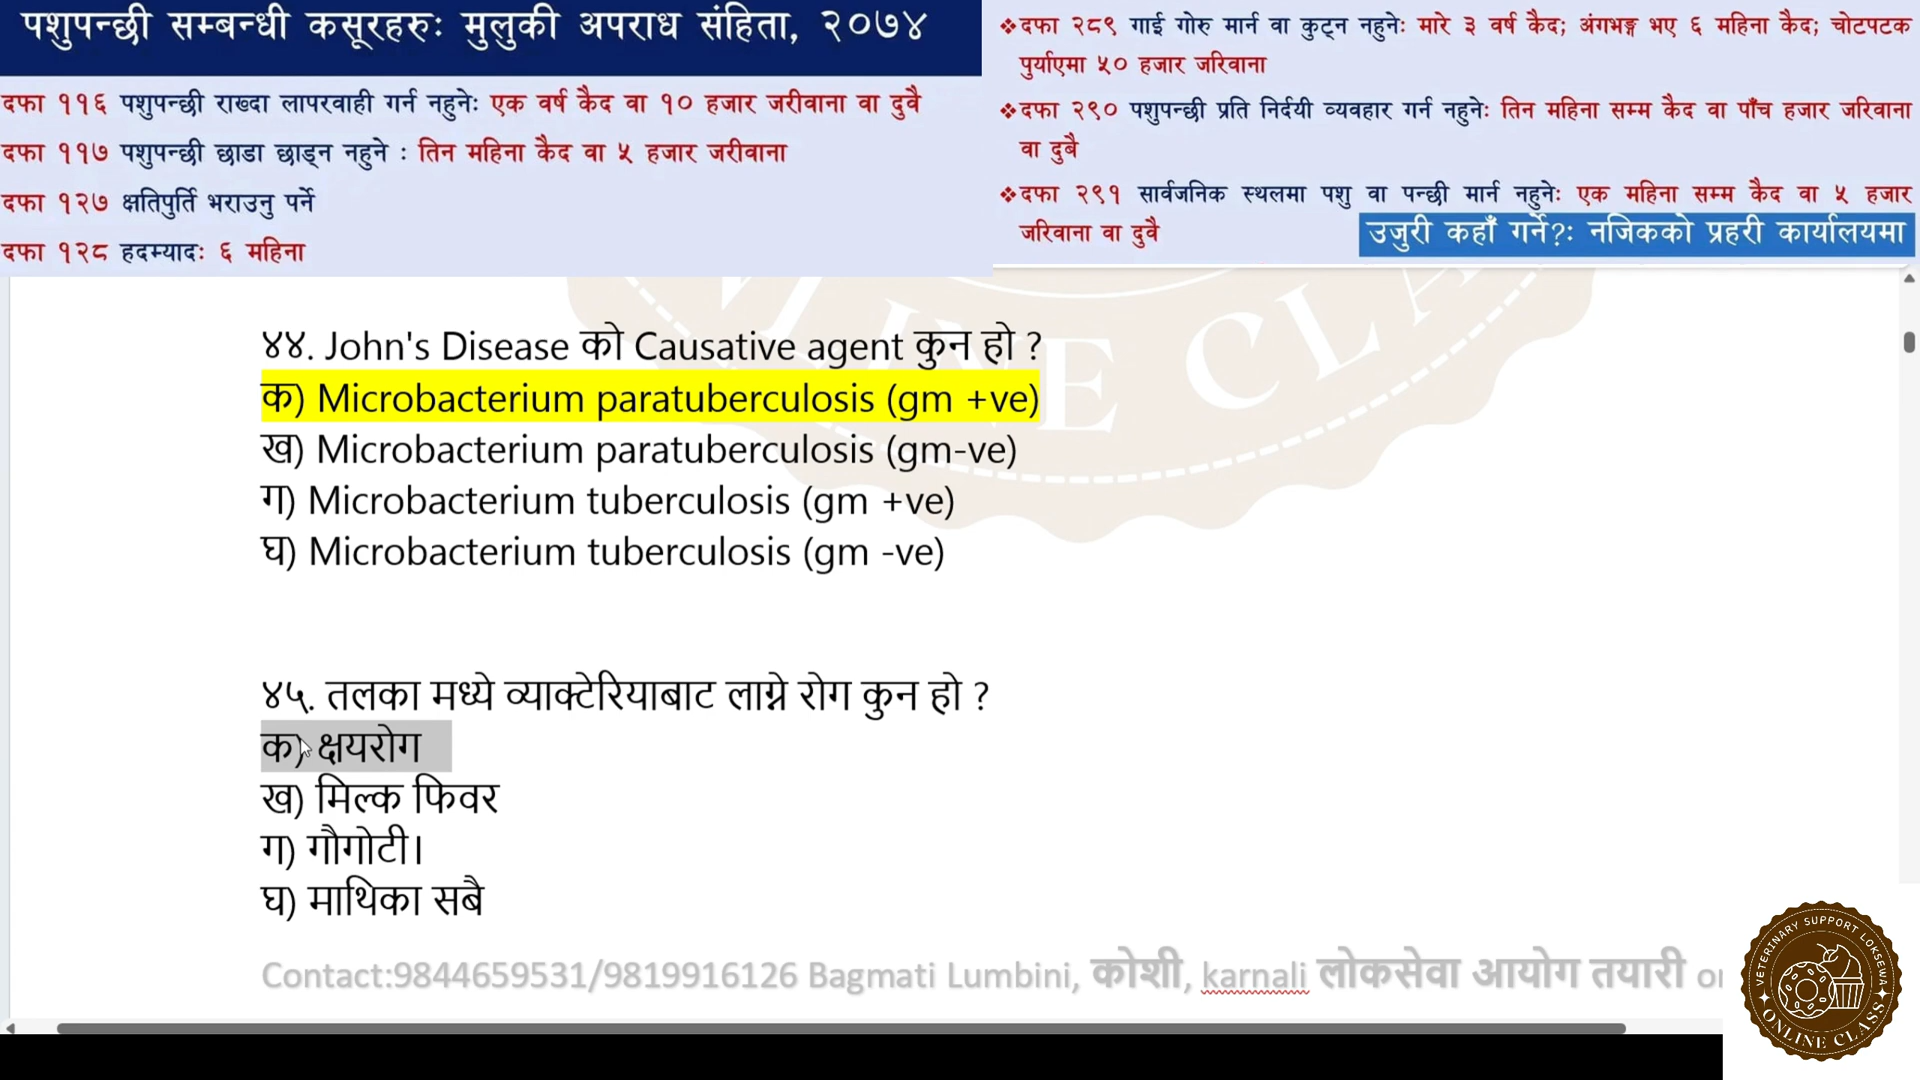 पशुपन्छी सम्बन्धी कसूरहरुः मुलुकी अपराध संहिता, २०७४
दफा ११६ पशुपन्छी राख्दा लापरवाही गर्न नहुनेः एक वर्ष कैद वा १० हजार जरीवाना वा दुवै
दफा ११७ पशुपन्छी छाडा छाड्न नहुने : तिन महिना कैद वा ५ हजार जरीवाना
दफा १२७ क्षतिपुर्ति भराउनु पर्ने
दफा १२८ हदम्यादः ६ महिना
❖दफा २८९ गाई गोरु मार्न वा कुट्न नहुनेः मारे ३ वर्ष कैद; अंगभङ्ग भए ६ महिना कैद; चोटपटक
पुर्याएमा ५० हजार जरिवाना
❖दफा २९० पशुपन्छी प्रति निर्दयी व्यवहार गर्न नहुनेः तिन महिना सम्म कैद वा पाँच हजार जरिवाना
वा दुबै
❖दफा २९१ सार्वजनिक स्थलमा पशु वा पन्छी मार्न नहुनेः एक महिना सम्म कैद वा ५ हजार
जरिवाना वा दुवै
उजुरी कहाँ गर्ने?ः नजिकको प्रहरी कार्यालयमा
४४. John's Disease को Causative agent कुन हो ?
क) Microbacterium paratuberculosis (gm +ve)
ख) Microbacterium paratuberculosis (gm-ve)
ग) Microbacterium tuberculosis (gm +ve)
घ) Microbacterium tuberculosis (gm -ve)
४५. तलका मध्ये व्याक्टेरियाबाट लाग्ने रोग कुन हो ?
क) क्षयरोग
ख) मिल्क फिवर
ग) गौगोटी।
घ) माथिका सबै
Contact:9844659531/9819916126 Bagmati Lumbini, कोशी, karnali लोकसेवा आयोग तयारी
VETERINARY SUPPORT LOKSEWA
ONLINE CLASS